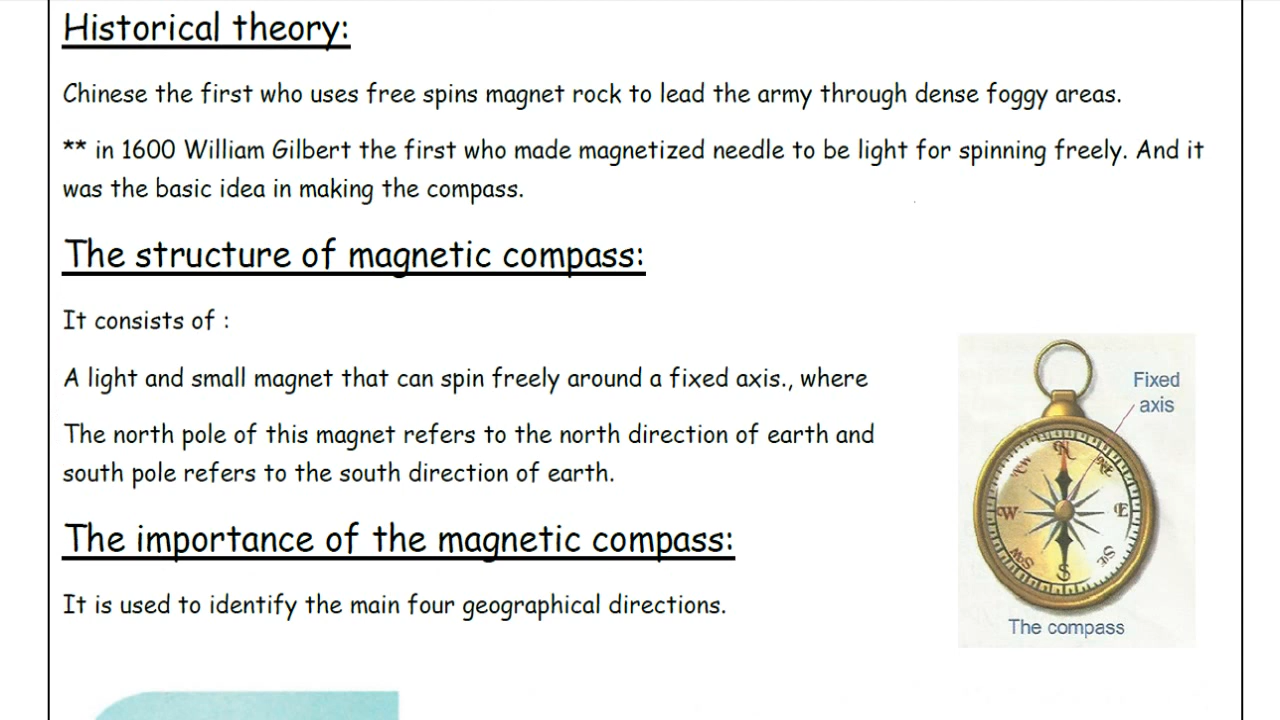 Historical theory:
Chinese the first who uses free spins magnet rock to lead the army through dense foggy areas.
** in 1600 William Gilbert the first who made magnetized needle to be light for spinning freely. And it
was the basic idea in making the compass.
The structure of magnetic compass:
It consists of :
A light and small magnet that can spin freely around a fixed axis., where
The north pole of this magnet refers to the north direction of earth and
south pole refers to the south direction of earth.
The importance of the magnetic compass:
It is used to identify the main four geographical directions.
Fixed
axis
N
NW
NE
W
E
SW
SE
S
The compass